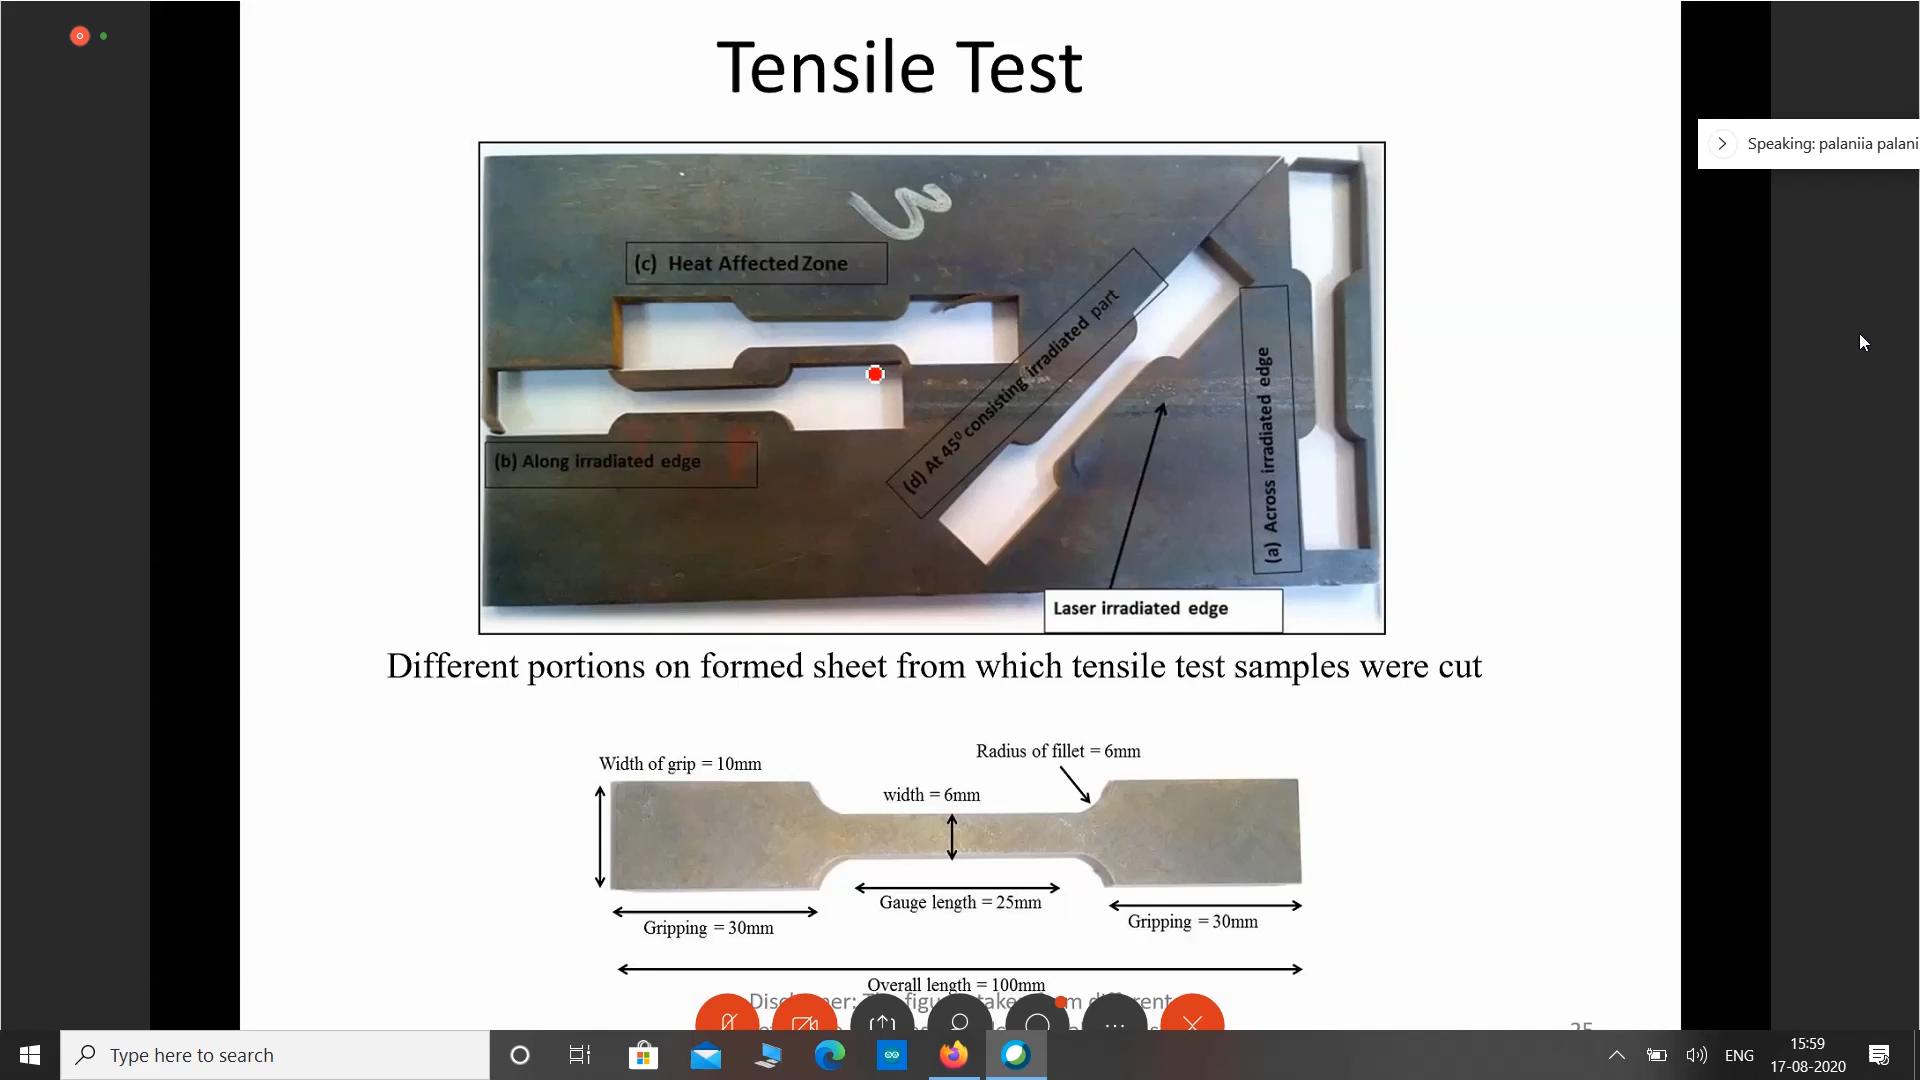 Tensile Test
Speaking: palaniia palani
(c) Heat Affected Zone
(d) At 45⁰ consisting irradiated part
(a) Across irradiated edge
(b) Along irradiated edge
Laser irradiated edge
Different portions on formed sheet from which tensile test samples were cut
Radius of fillet = 6mm
Width of grip = 10mm
width = 6mm
Gauge length = 25mm
Gripping = 30mm
Gripping = 30mm
Overall length = 100mm
Type here to search
ENG
15:59
17-08-2020